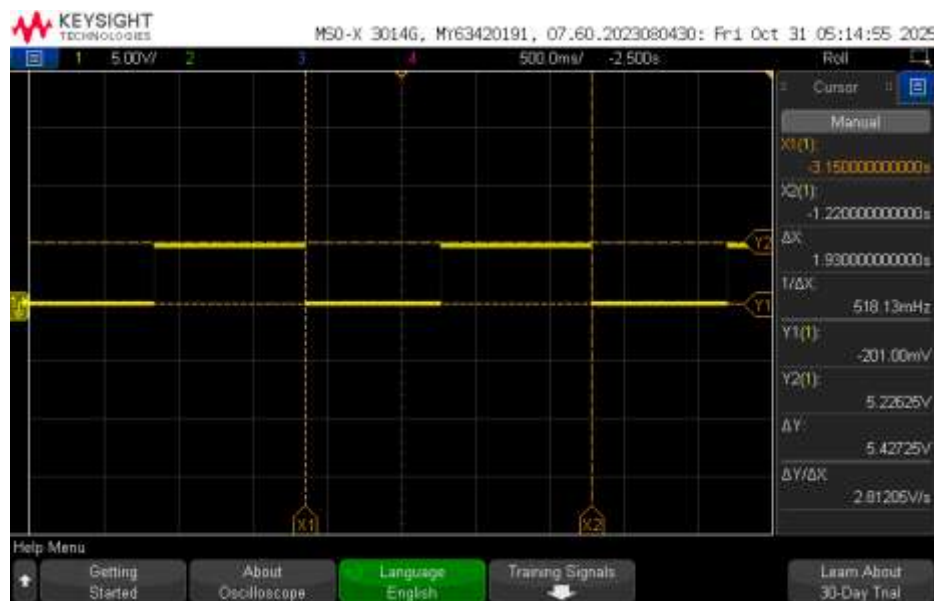 KEYSIGHT
TECHNOLOGIES
MSO-X 3014G, MY63420191, 07.60.2023080430: Fri Oct 31 05:14:55 2025
1 5.00V/ 2 3 4 500.0ms/ -2.500s Roll
Cursor
Manual
X1(1):
-3.150000000000s
X2(1):
-1.220000000000s
ΔX:
1.930000000000s
1/ΔX:
518.13mHz
Y1(1):
-201.00mV
Y2(1):
5.22625V
ΔY:
5.42725V
ΔY/ΔX:
2.81205V/s
Y2
Y1
X1 X2
Help Menu
Getting
Started
About
Oscilloscope
Language
English
Training Signals
Learn About
30-Day Trial